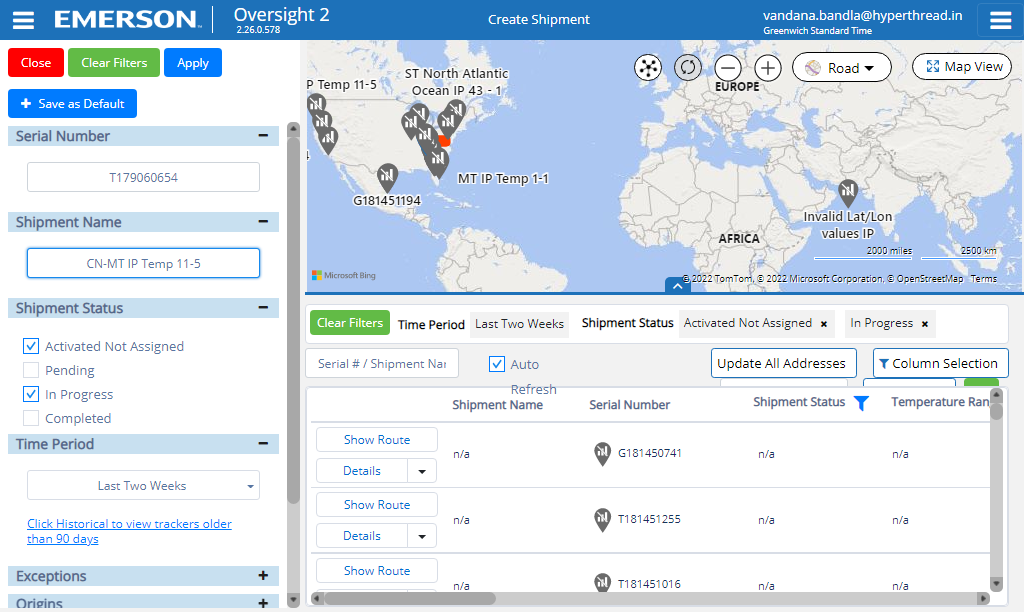 EMERSON
Oversight 2
2.26.0.578
Create Shipment
vandana.bandla@hyperthread.in
Greenwich Standard Time
Close
Clear Filters
Apply
+ Save as Default
Serial Number
T179060654
Shipment Name
CN-MT IP Temp 11-5
Shipment Status
Activated Not Assigned
Pending
In Progress
Completed
Time Period
Last Two Weeks
Click Historical to view trackers older
than 90 days
Exceptions
Origins
P Temp 11-5
ST North Atlantic
Ocean IP 43 - 1
MT IP Temp 1-1
G181451194
Road
Map View
EUROPE
AFRICA
Invalid Lat/Lon
values IP
2000 miles
2500 km
Microsoft Bing
© 2022 TomTom, © 2022 Microsoft Corporation, © OpenStreetMap Terms
Clear Filters
Time Period
Last Two Weeks
Shipment Status
Activated Not Assigned ×
In Progress ×
Serial # / Shipment Nar
Auto
Refresh
Update All Addresses
Column Selection
Shipment Name
Serial Number
Shipment Status
Temperature Ran
Show Route
Details
n/a
G181450741
n/a
n/a
Show Route
Details
n/a
T181451255
n/a
n/a
Show Route
n/a
T181451016
n/a
n/a